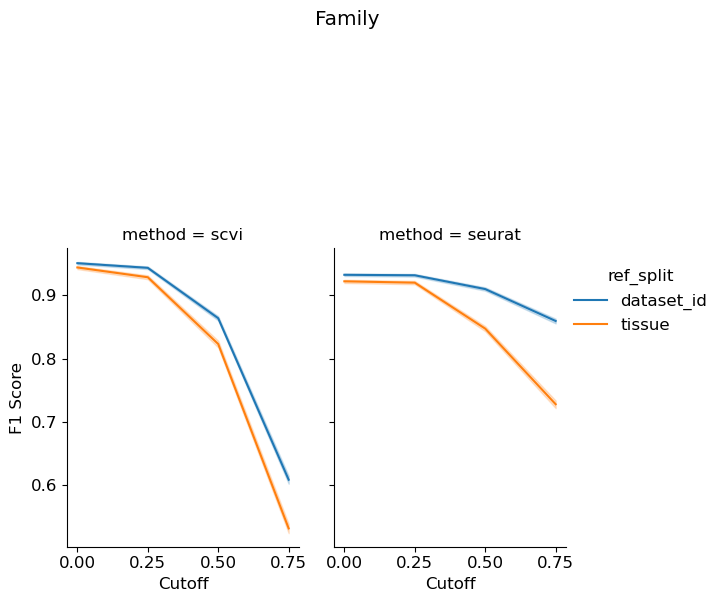 Family
method = scvi
method = seurat
ref_split
dataset_id
tissue
F1 Score
0.9
0.8
0.7
0.6
0.00 0.25 0.50 0.75
0.00 0.25 0.50 0.75
Cutoff
Cutoff